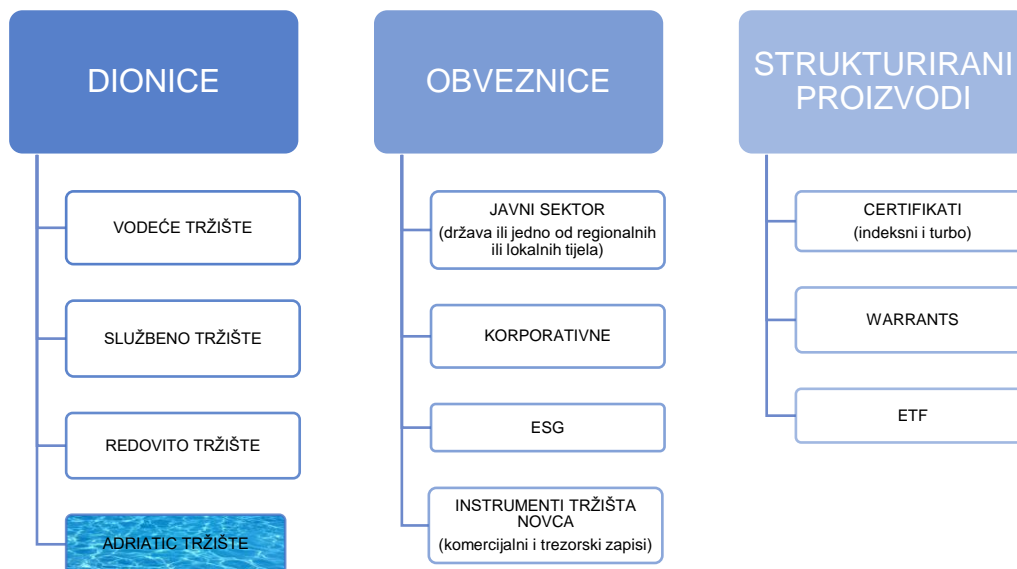 DIONICE
VODEĆE TRŽIŠTE
SLUŽBENO TRŽIŠTE
REDOVITO TRŽIŠTE
ADRIATIC TRŽIŠTE
OBVEZNICE
JAVNI SEKTOR
(država ili jedno od regionalnih
ili lokalnih tijela)
KORPORATIVNE
ESG
INSTRUMENTI TRŽIŠTA
NOVCA
(komercijalni i trezorski zapisi)
STRUKTURIRANI
PROIZVODI
CERTIFIKATI
(indeksni i turbo)
WARRANTS
ETF